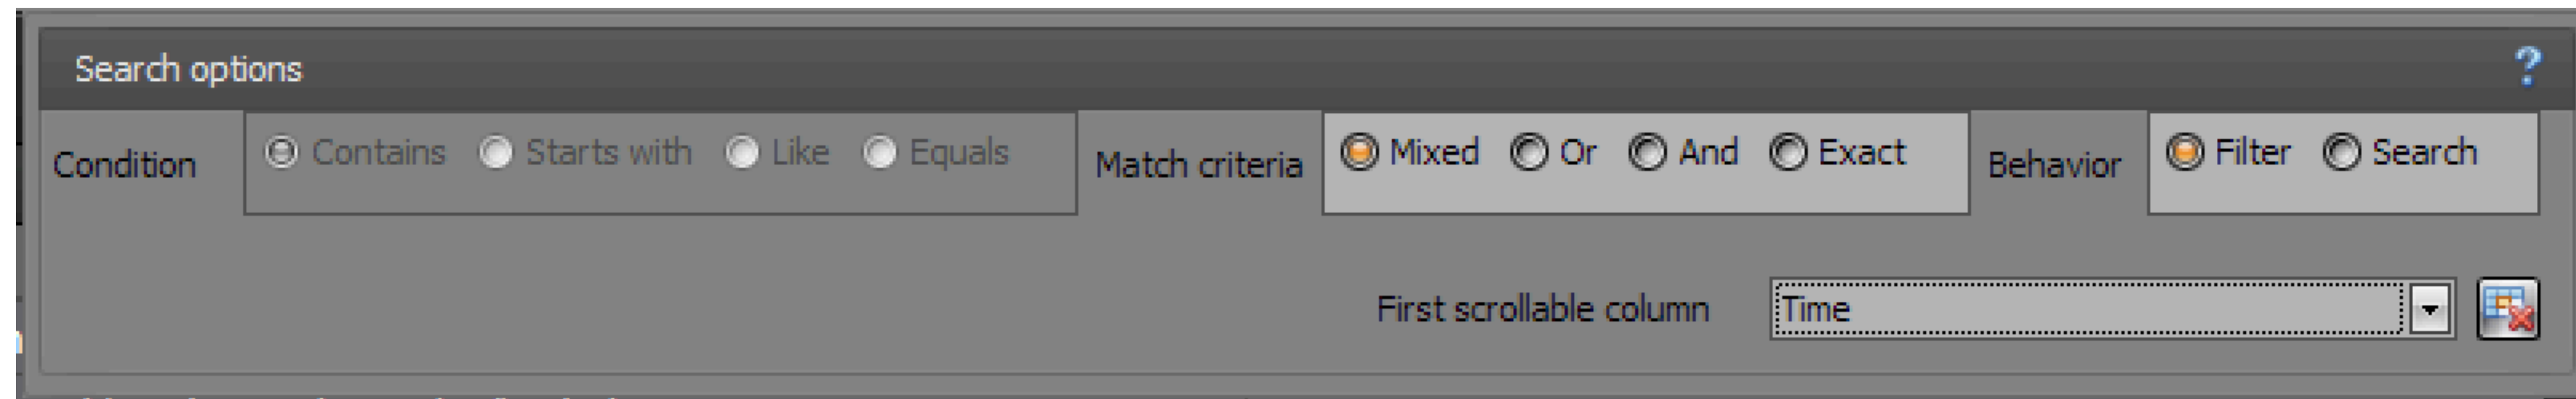 Search options ?
Condition Contains Starts with Like Equals Match criteria Mixed Or And Exact Behavior Filter Search
First scrollable column Time